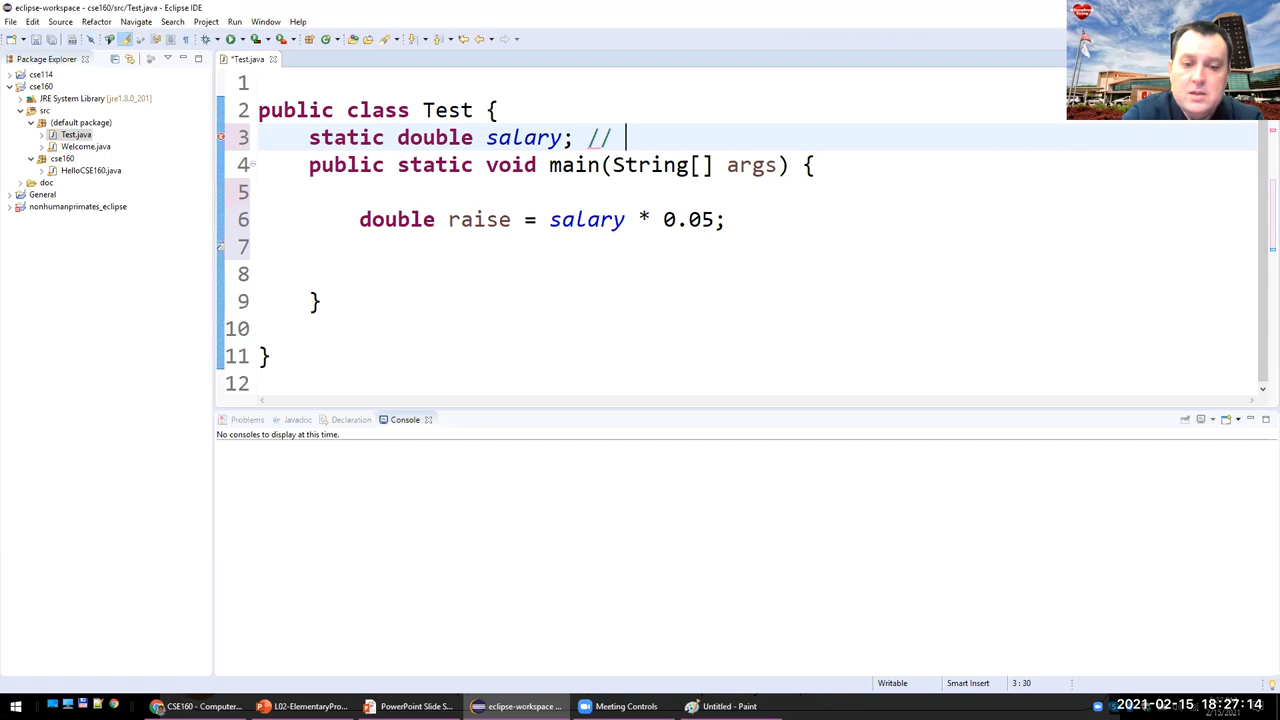 eclipse-workspace - cse160/src/Test.java - Eclipse IDE
File Edit Source Refactor Navigate Search Project Run Window Help
Package Explorer
*Test.java
cse114
cse160
JRE System Library [jre1.8.0_201]
src
(default package)
Test.java
Welcome.java
cse160
HelloCSE160.java
doc
General
nonhumanprimates_eclipse
1
2 public class Test {
3 static double salary; //
4 public static void main(String[] args) {
5
6 double raise = salary * 0.05;
7
8
9 }
10
11 }
12
Problems Javadoc Declaration Console
No consoles to display at this time.
Writable Smart Insert 3 : 30
CSE160 - Computer... L02-ElementaryPro... PowerPoint Slide S... eclipse-workspace ... Meeting Controls Untitled - Paint
2021-02-15 18:27:14
2/15/2021